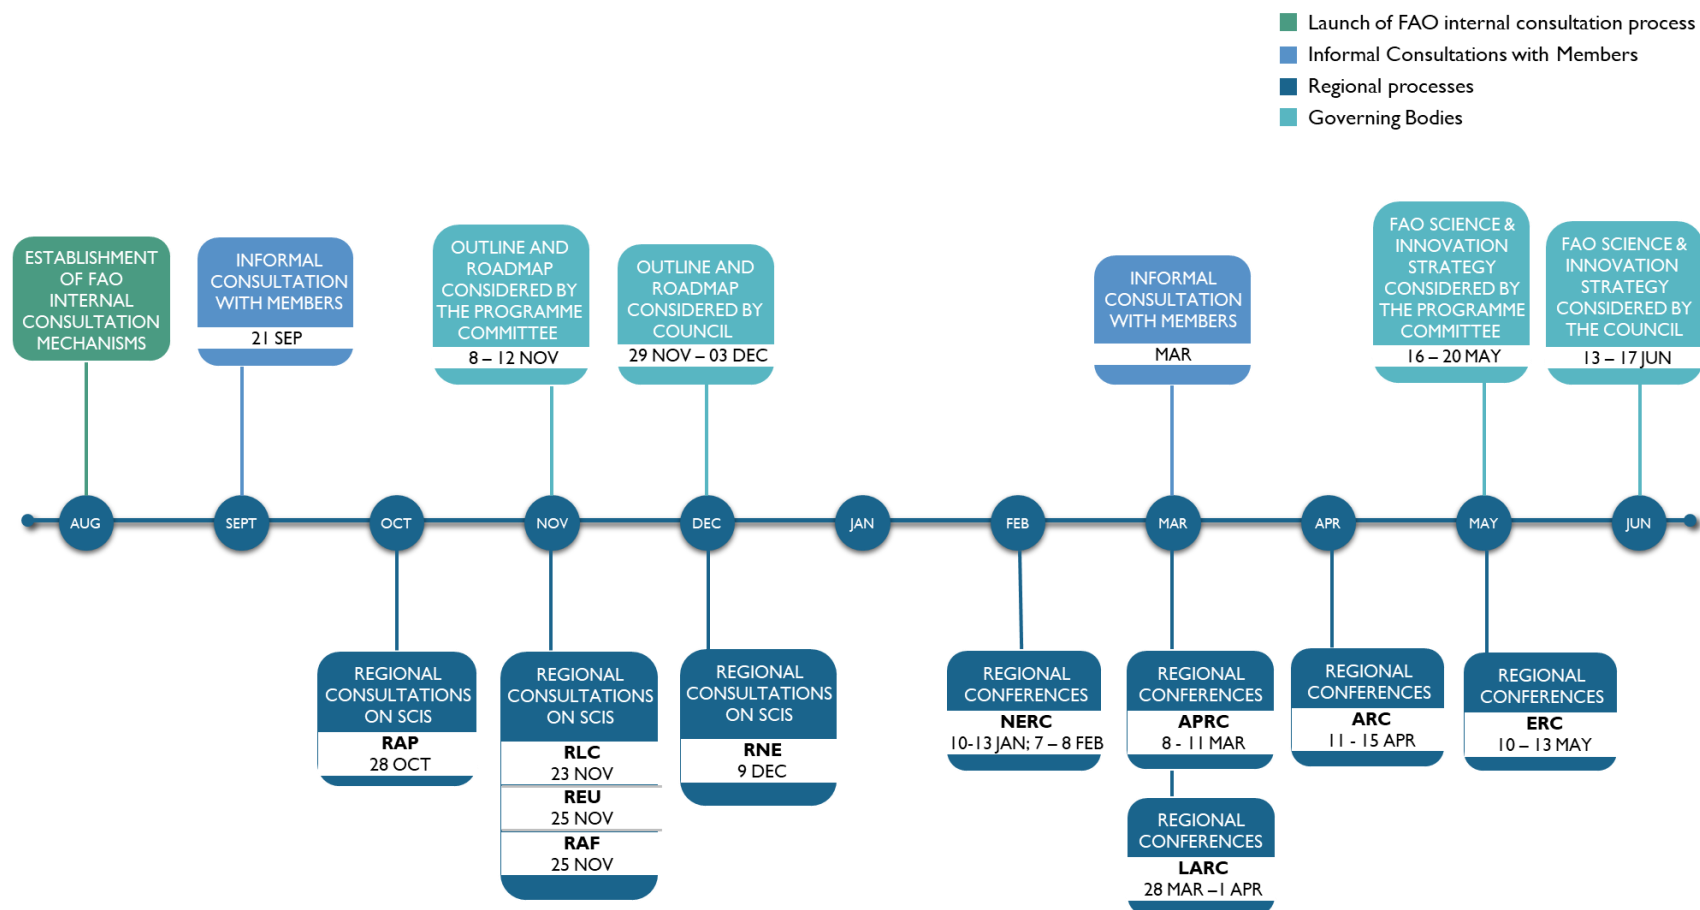 Launch of FAO internal consultation process
Informal Consultations with Members
Regional processes
Governing Bodies
ESTABLISHMENT
OF FAO
INTERNAL
CONSULTATION
MECHANISMS
INFORMAL
CONSULTATION
WITH MEMBERS
21 SEP
OUTLINE AND
ROADMAP
CONSIDERED BY
THE PROGRAMME
COMMITTEE
8 – 12 NOV
OUTLINE AND
ROADMAP
CONSIDERED BY
COUNCIL
29 NOV – 03 DEC
INFORMAL
CONSULTATION
WITH MEMBERS
MAR
FAO SCIENCE &
INNOVATION
STRATEGY
CONSIDERED BY
THE PROGRAMME
COMMITTEE
16 – 20 MAY
FAO SCIENCE &
INNOVATION
STRATEGY
CONSIDERED BY
THE COUNCIL
13 – 17 JUN
AUG
SEPT
OCT
NOV
DEC
JAN
FEB
MAR
APR
MAY
JUN
REGIONAL
CONSULTATIONS
ON SCIS
RAP
28 OCT
REGIONAL
CONSULTATIONS
ON SCIS
RLC
23 NOV
REU
25 NOV
RAF
25 NOV
REGIONAL
CONSULTATIONS
ON SCIS
RNE
9 DEC
REGIONAL
CONFERENCES
NERC
10-13 JAN; 7 – 8 FEB
REGIONAL
CONFERENCES
APRC
8 - 11 MAR
REGIONAL
CONFERENCES
LARC
28 MAR –1 APR
REGIONAL
CONFERENCES
ARC
11 - 15 APR
REGIONAL
CONFERENCES
ERC
10 – 13 MAY